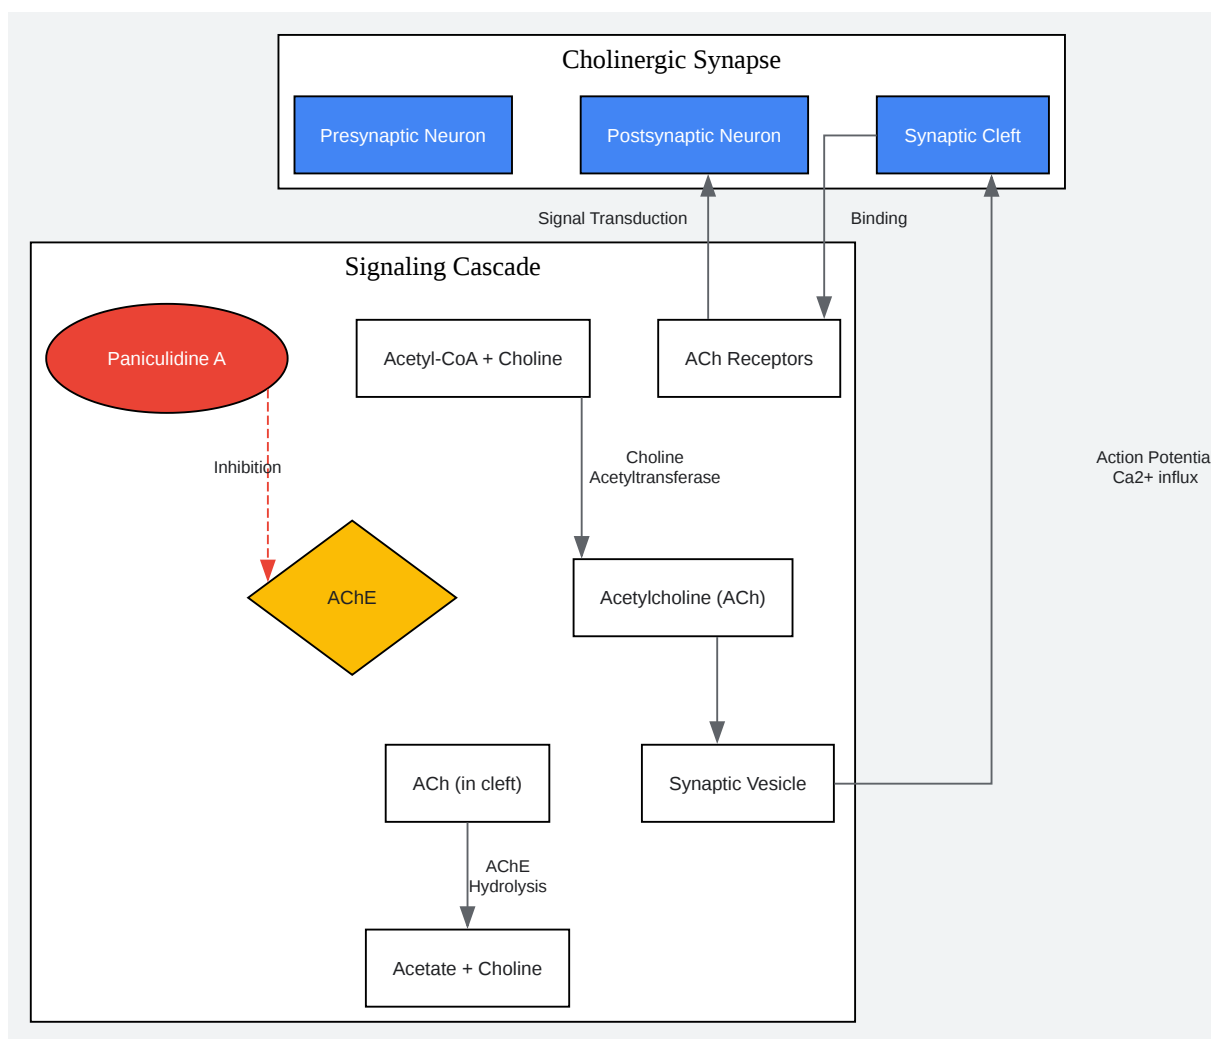 Cholinergic Synapse
Presynaptic Neuron
Postsynaptic Neuron
Synaptic Cleft
Signal Transduction
Binding
Signaling Cascade
Paniculidine A
Acetyl-CoA + Choline
ACh Receptors
Inhibition
Choline
Acetyltransferase
Action Potentia
Ca2+ influx
AChE
Acetylcholine (ACh)
ACh (in cleft)
Synaptic Vesicle
AChE
Hydrolysis
Acetate + Choline